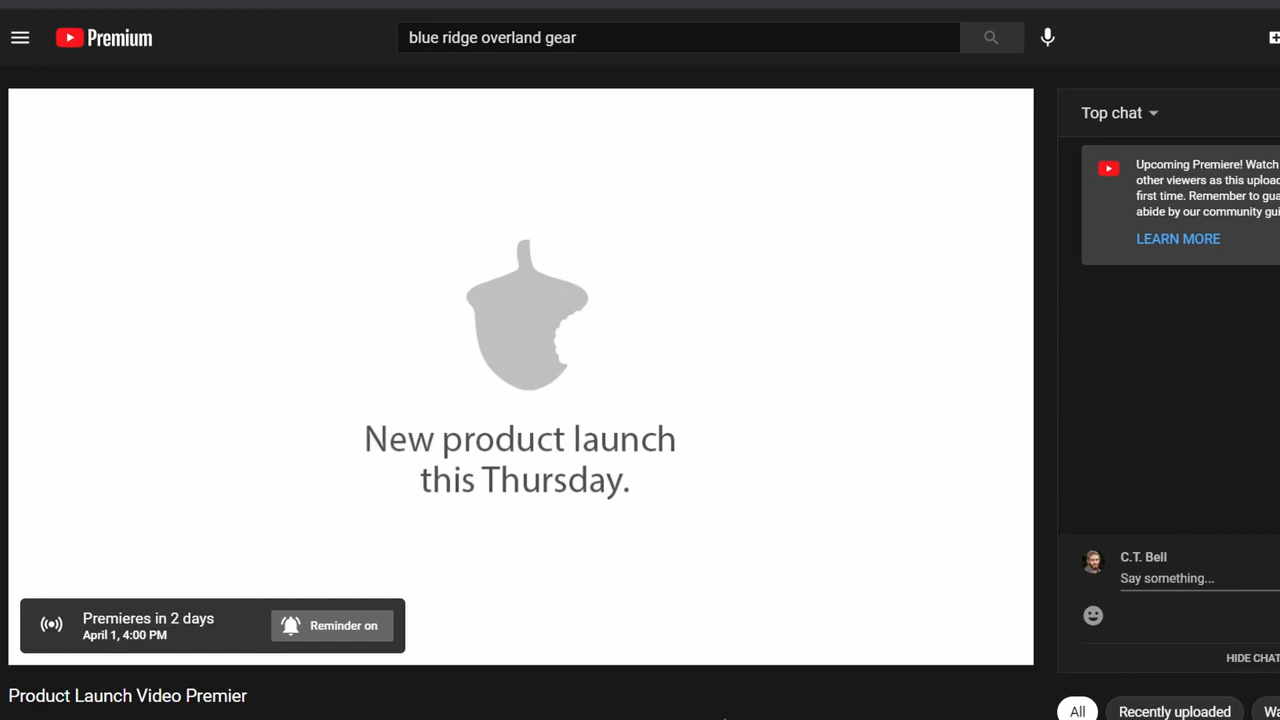 Premium
blue ridge overland gear
Top chat
Upcoming Premiere! Watch
other viewers as this uploa
first time. Remember to gua
abide by our community gui
LEARN MORE
New product launch
this Thursday.
C.T. Bell
Say something...
Premieres in 2 days
April 1, 4:00 PM
Reminder on
HIDE CHAT
Product Launch Video Premier
All
Recently uploaded
Wa